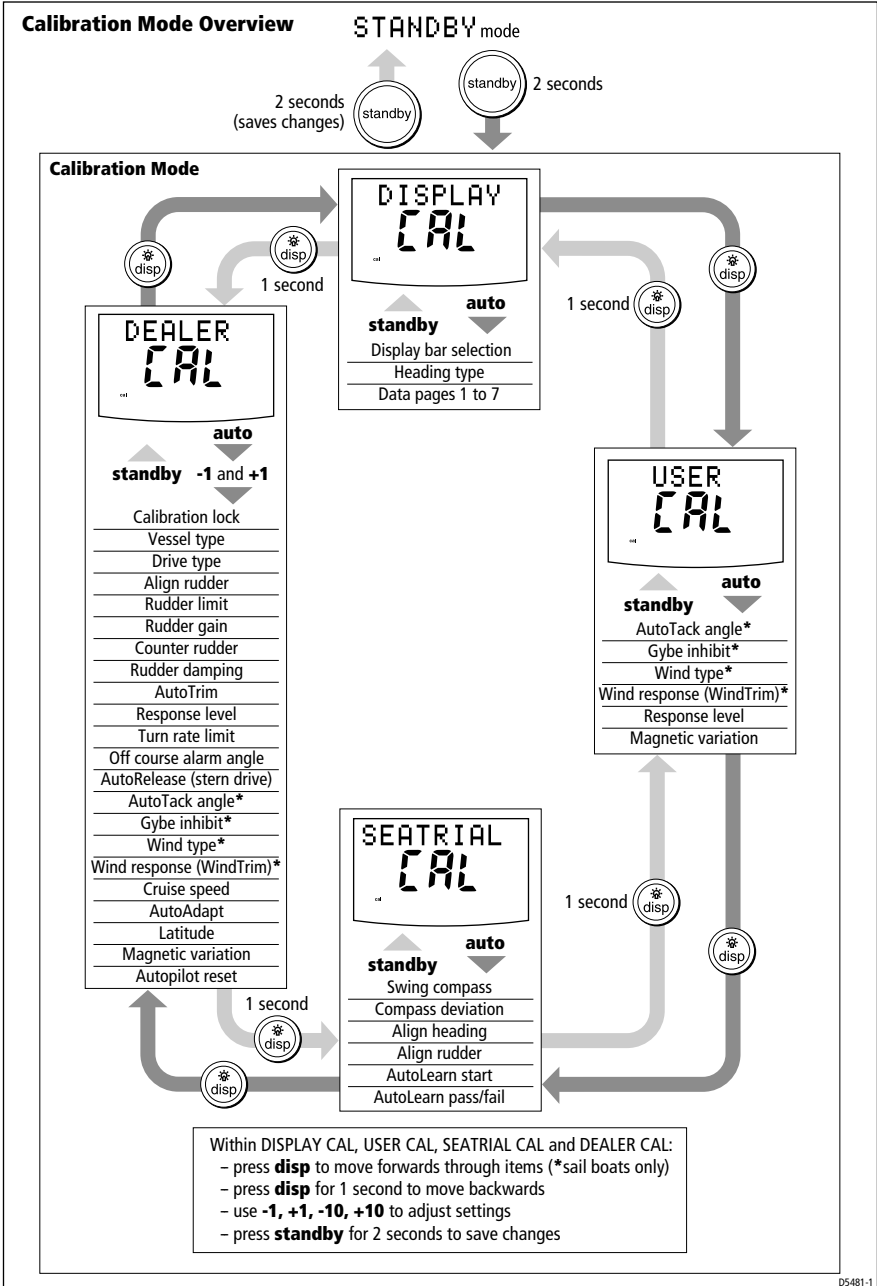 Calibration Mode Overview
STANDBY mode
standby
2 seconds
(saves changes)
standby
2 seconds
Calibration Mode
DISPLAY
CAL
cal
standby
auto
Display bar selection
Heading type
Data pages 1 to 7
disp
disp
1 second
disp
1 second
disp
DEALER
CAL
cal
auto
standby -1 and +1
Calibration lock
Vessel type
Drive type
Align rudder
Rudder limit
Rudder gain
Counter rudder
Rudder damping
AutoTrim
Response level
Turn rate limit
Off course alarm angle
AutoRelease (stern drive)
AutoTack angle*
Gybe inhibit*
Wind type*
Wind response (WindTrim)*
Cruise speed
AutoAdapt
Latitude
Magnetic variation
Autopilot reset
USER
CAL
cal
standby
auto
AutoTack angle*
Gybe inhibit*
Wind type*
Wind response (WindTrim)*
Response level
Magnetic variation
SEATRIAL
CAL
cal
standby
auto
Swing compass
Compass deviation
Align heading
Align rudder
AutoLearn start
AutoLearn pass/fail
1 second
disp
disp
1 second
disp
disp
Within DISPLAY CAL, USER CAL, SEATRIAL CAL and DEALER CAL:
– press disp to move forwards through items (*sail boats only)
– press disp for 1 second to move backwards
– use -1, +1, -10, +10 to adjust settings
– press standby for 2 seconds to save changes
D5481-1